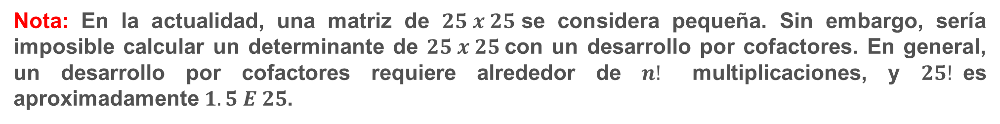 Nota: En la actualidad, una matriz de 25 x 25 se considera pequeña. Sin embargo, sería
imposible calcular un determinante de 25 x 25 con un desarrollo por cofactores. En general,
un desarrollo por cofactores requiere alrededor de n! multiplicaciones, y 25! es
aproximadamente 1.5 E 25.